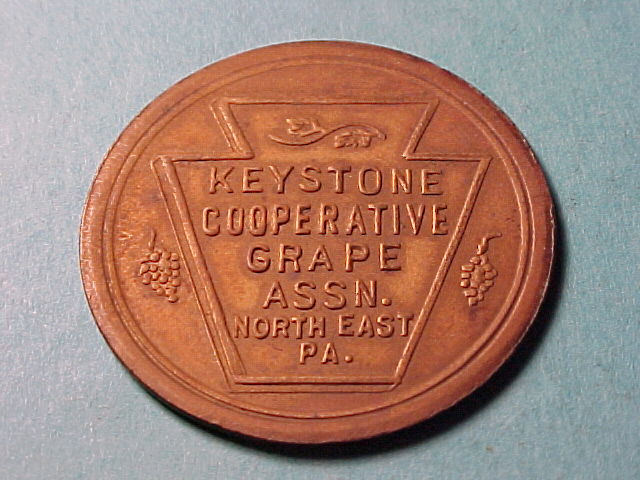 KEYSTONE
COOPERATIVE
GRAPE
ASSN.
NORTH EAST
PA.